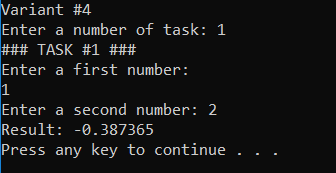 Variant #4
Enter a number of task: 1
### TASK #1 ###
Enter a first number:
1
Enter a second number: 2
Result: -0.387365
Press any key to continue . . .